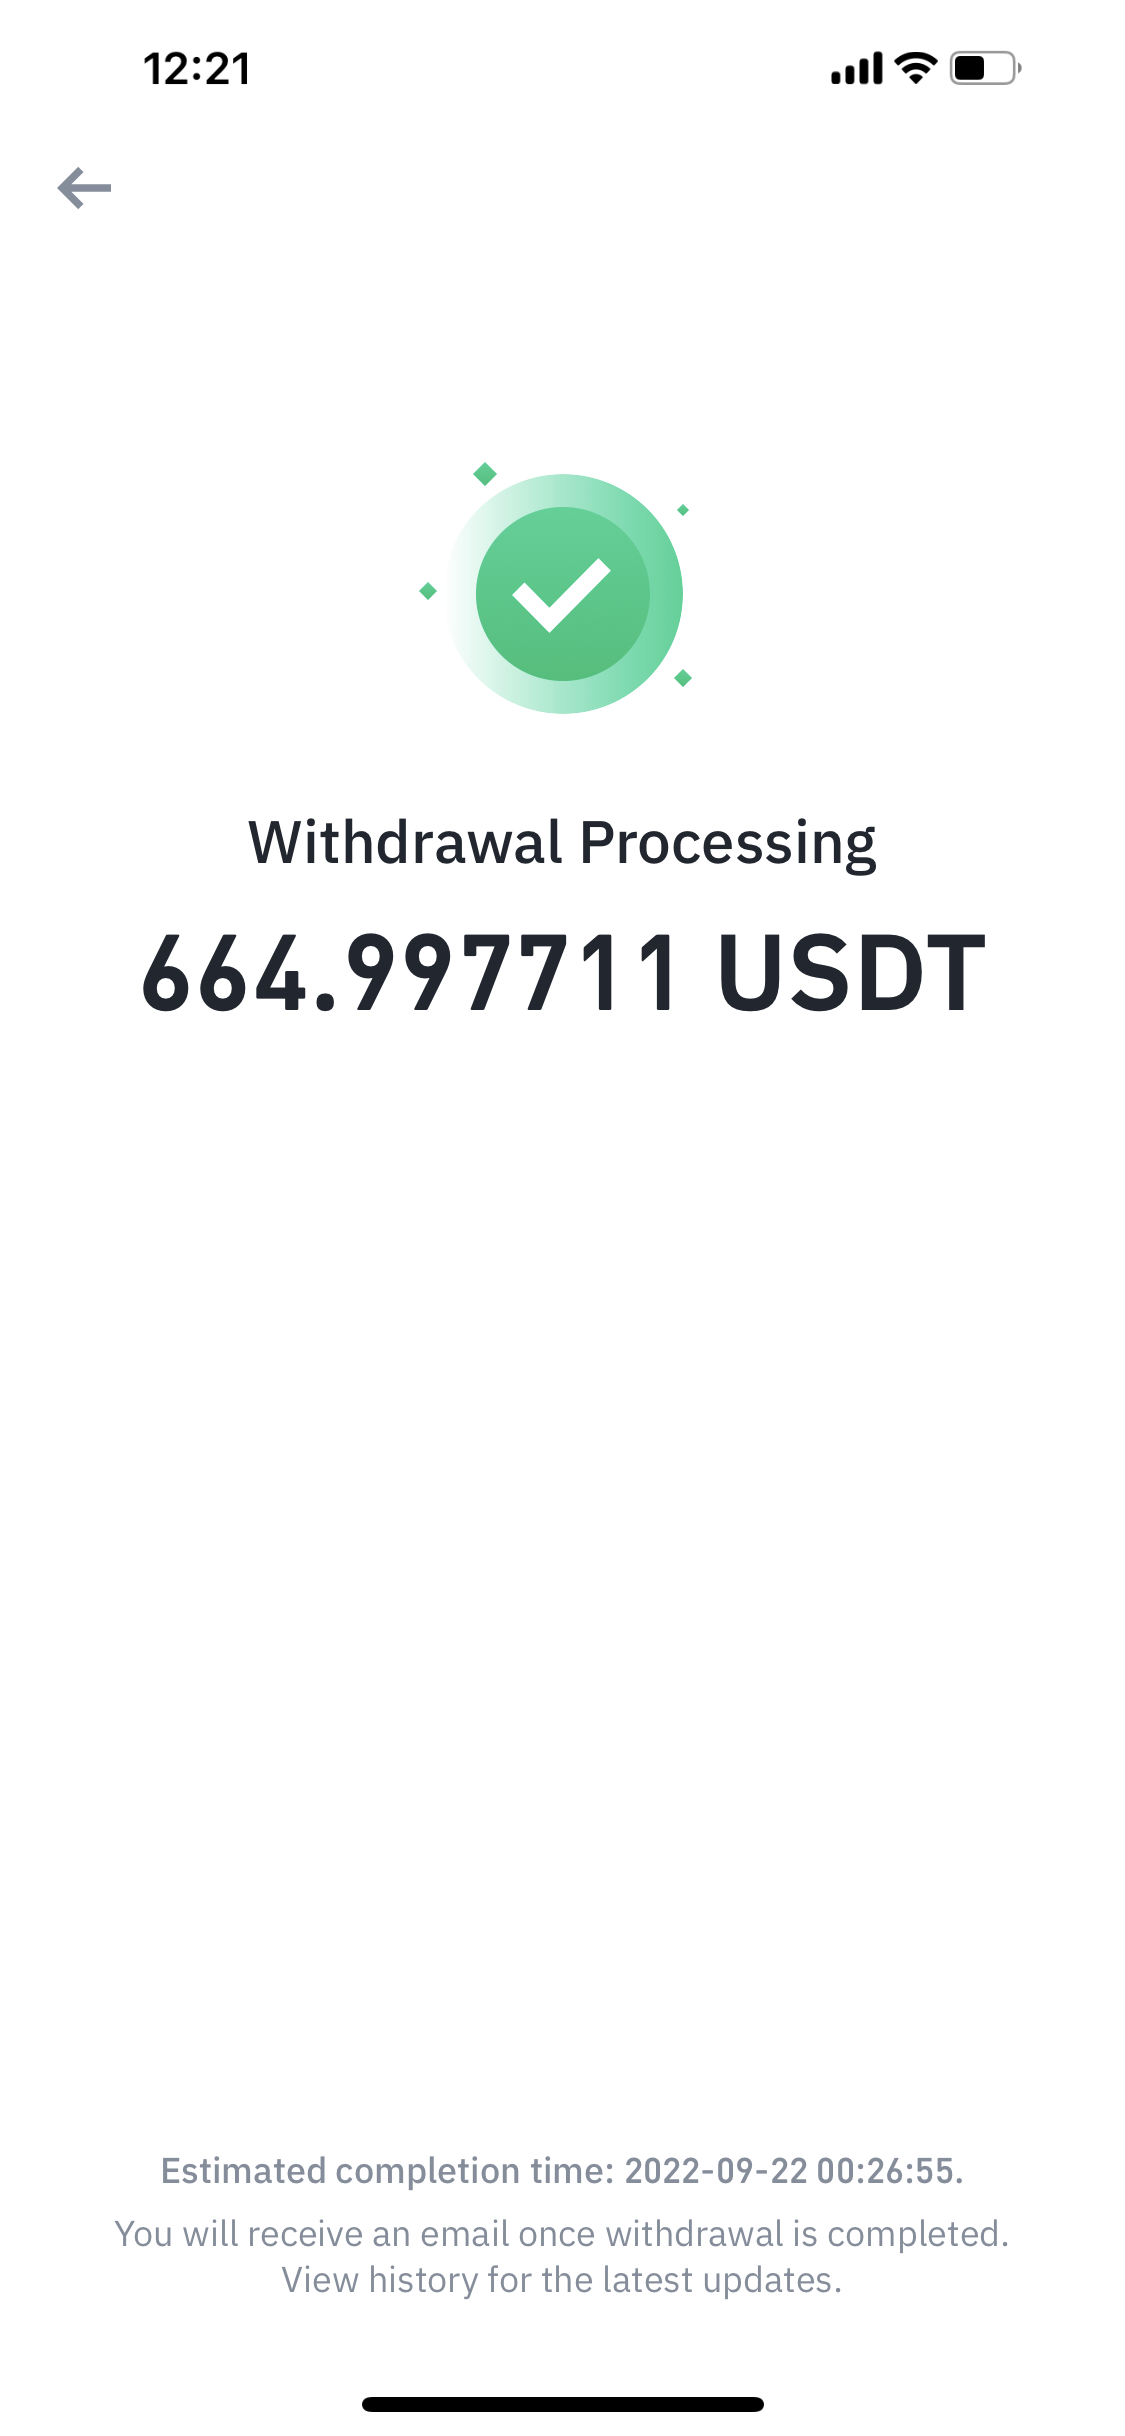 12:21
Withdrawal Processing
664.997711 USDT
Estimated completion time: 2022-09-22 00:26:55.
You will receive an email once withdrawal is completed.
View history for the latest updates.